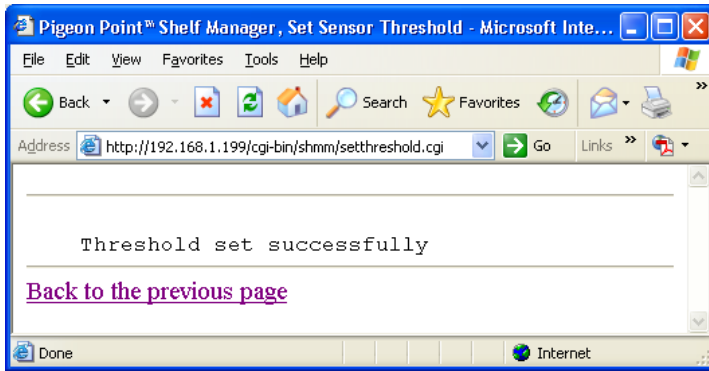 Pigeon Point™ Shelf Manager, Set Sensor Threshold - Microsoft Inte...
File Edit View Favorites Tools Help
Back Search Favorites »
Address http://192.168.1.199/cgi-bin/shmm/setthreshold.cgi Go Links »
Threshold set successfully
Back to the previous page
Done Internet